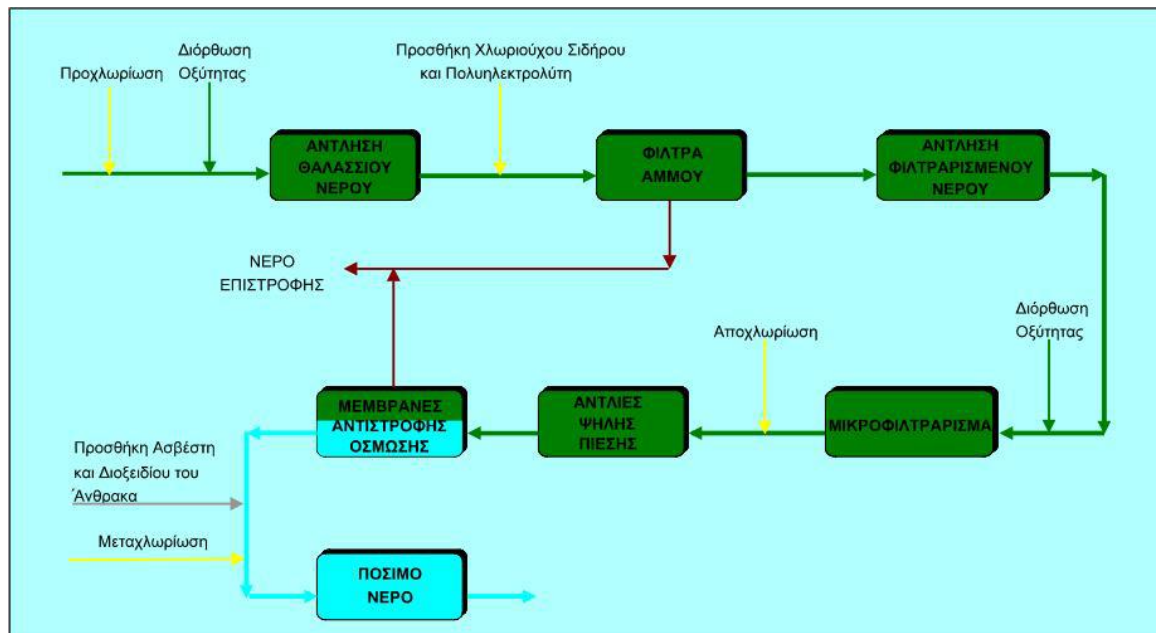 Προχλωρίωση
Διόρθωση
Οξύτητας
Προσθήκη Χλωριούχου Σιδήρου
και Πολυηλεκτρολύτη
ΑΝΤΛΗΣΗ
ΘΑΛΑΣΣΙΟΥ
ΝΕΡΟΥ
ΦΙΛΤΡΑ
ΑΜΜΟΥ
ΑΝΤΛΗΣΗ
ΦΙΛΤΡΑΡΙΣΜΕΝΟΥ
ΝΕΡΟΥ
ΝΕΡΟ
ΕΠΙΣΤΡΟΦΗΣ
Αποχλωρίωση
Διόρθωση
Οξύτητας
ΜΕΜΒΡΑΝΕΣ
ΑΝΤΙΣΤΡΟΦΗΣ
ΟΣΜΩΣΗΣ
ΑΝΤΛΙΕΣ
ΨΗΛΗΣ
ΠΙΕΣΗΣ
ΜΙΚΡΟΦΙΛΤΡΑΡΙΣΜΑ
Προσθήκη Ασβέστη
και Διοξειδίου του
Άνθρακα
Μεταχλωρίωση
ΠΟΣΙΜΟ
ΝΕΡΟ